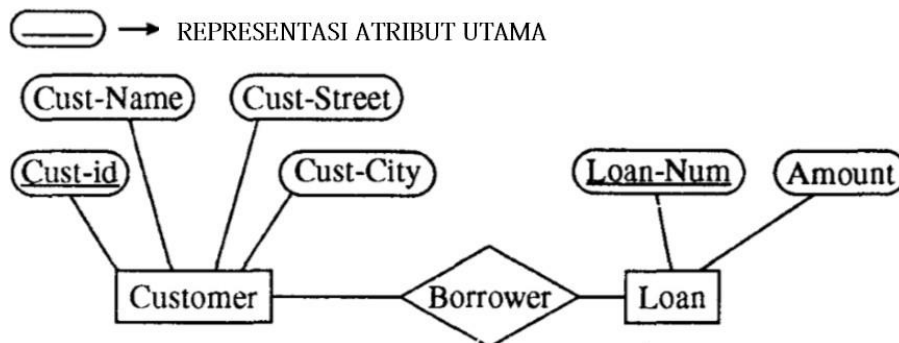 REPRESENTASI ATRIBUT UTAMA
Cust-Name
Cust-Street
Cust-id
Cust-City
Loan-Num
Amount
Customer
Borrower
Loan